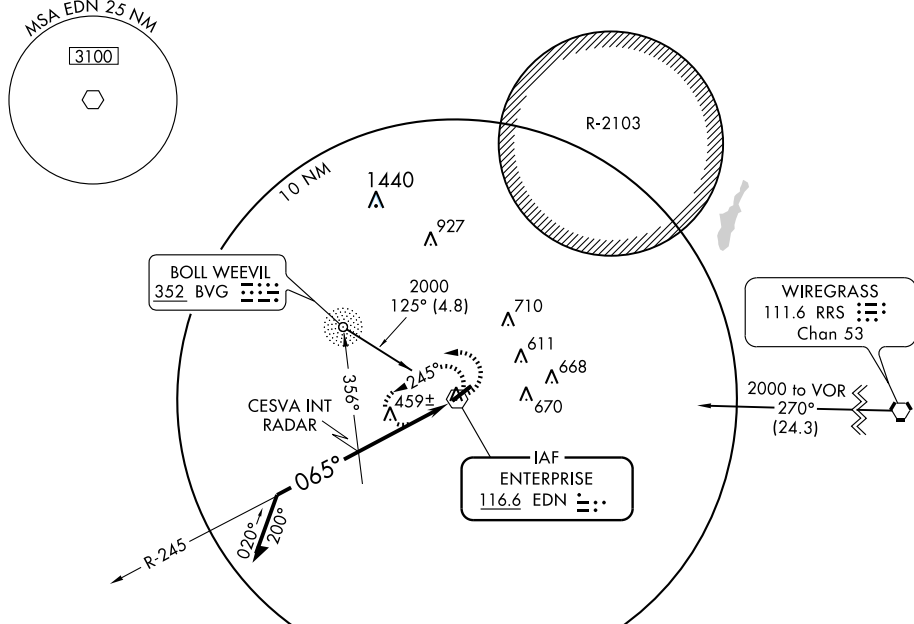 MSA EDN 25 NM
3100
R-2103
10 NM
1440
927
BOLL WEEVIL
352 BVG
2000
125° (4.8)
710
611
668
670
WIREGRASS
111.6 RRS
Chan 53
2000 to VOR
270°
(24.3)
356°
245°
459±
CESVA INT
RADAR
065°
IAF
ENTERPRISE
116.6 EDN
020°
200°
R-245